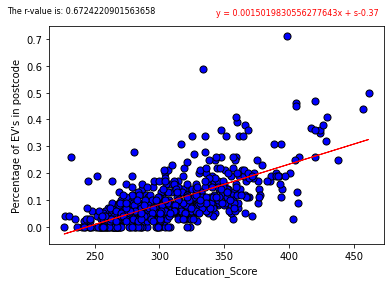 The r-value is: 0.6724220901563658
y = 0.0015019830556277643x + s-0.37
Percentage of EV's in postcode
0.7
0.6
0.5
0.4
0.3
0.2
0.1
0.0
250 300 350 400 450
Education_Score